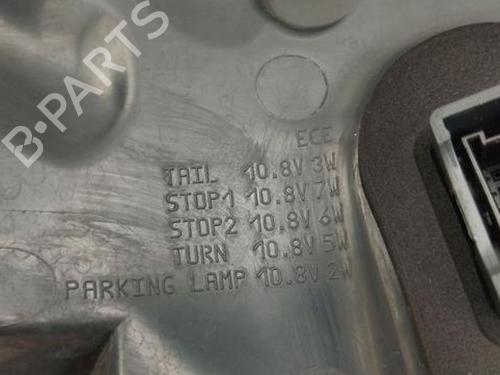 ECE
TAIL 10.8V 3W
STOP1 10.8V 7W
STOP2 10.8V 6W
TURN 10.8V 5W
PARKING LAMP 10.8V 2W